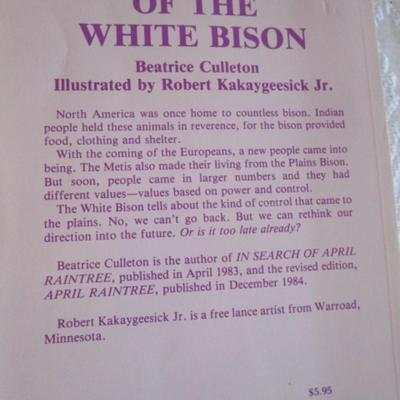 OF THE
WHITE BISON
Beatrice Culleton
Illustrated by Robert Kakaygeesick Jr.
North America was once home to countless bison. Indian
people held these animals in reverence, for the bison provided
food, clothing and shelter.
With the coming of the Europeans, a new people came into
being. The Metis also made their living from the Plains Bison.
But soon, people came in larger numbers and they had
different values—values based on power and control.
The White Bison tells about the kind of control that came to
the plains. No, we can't go back. But we can rethink our
direction into the future. Or is it too late already?
Beatrice Culleton is the author of IN SEARCH OF APRIL
RAINTREE, published in April 1983, and the revised edition,
APRIL RAINTREE, published in December 1984.
Robert Kakaygeesick Jr. is a free lance artist from Warroad,
Minnesota.
$5.95